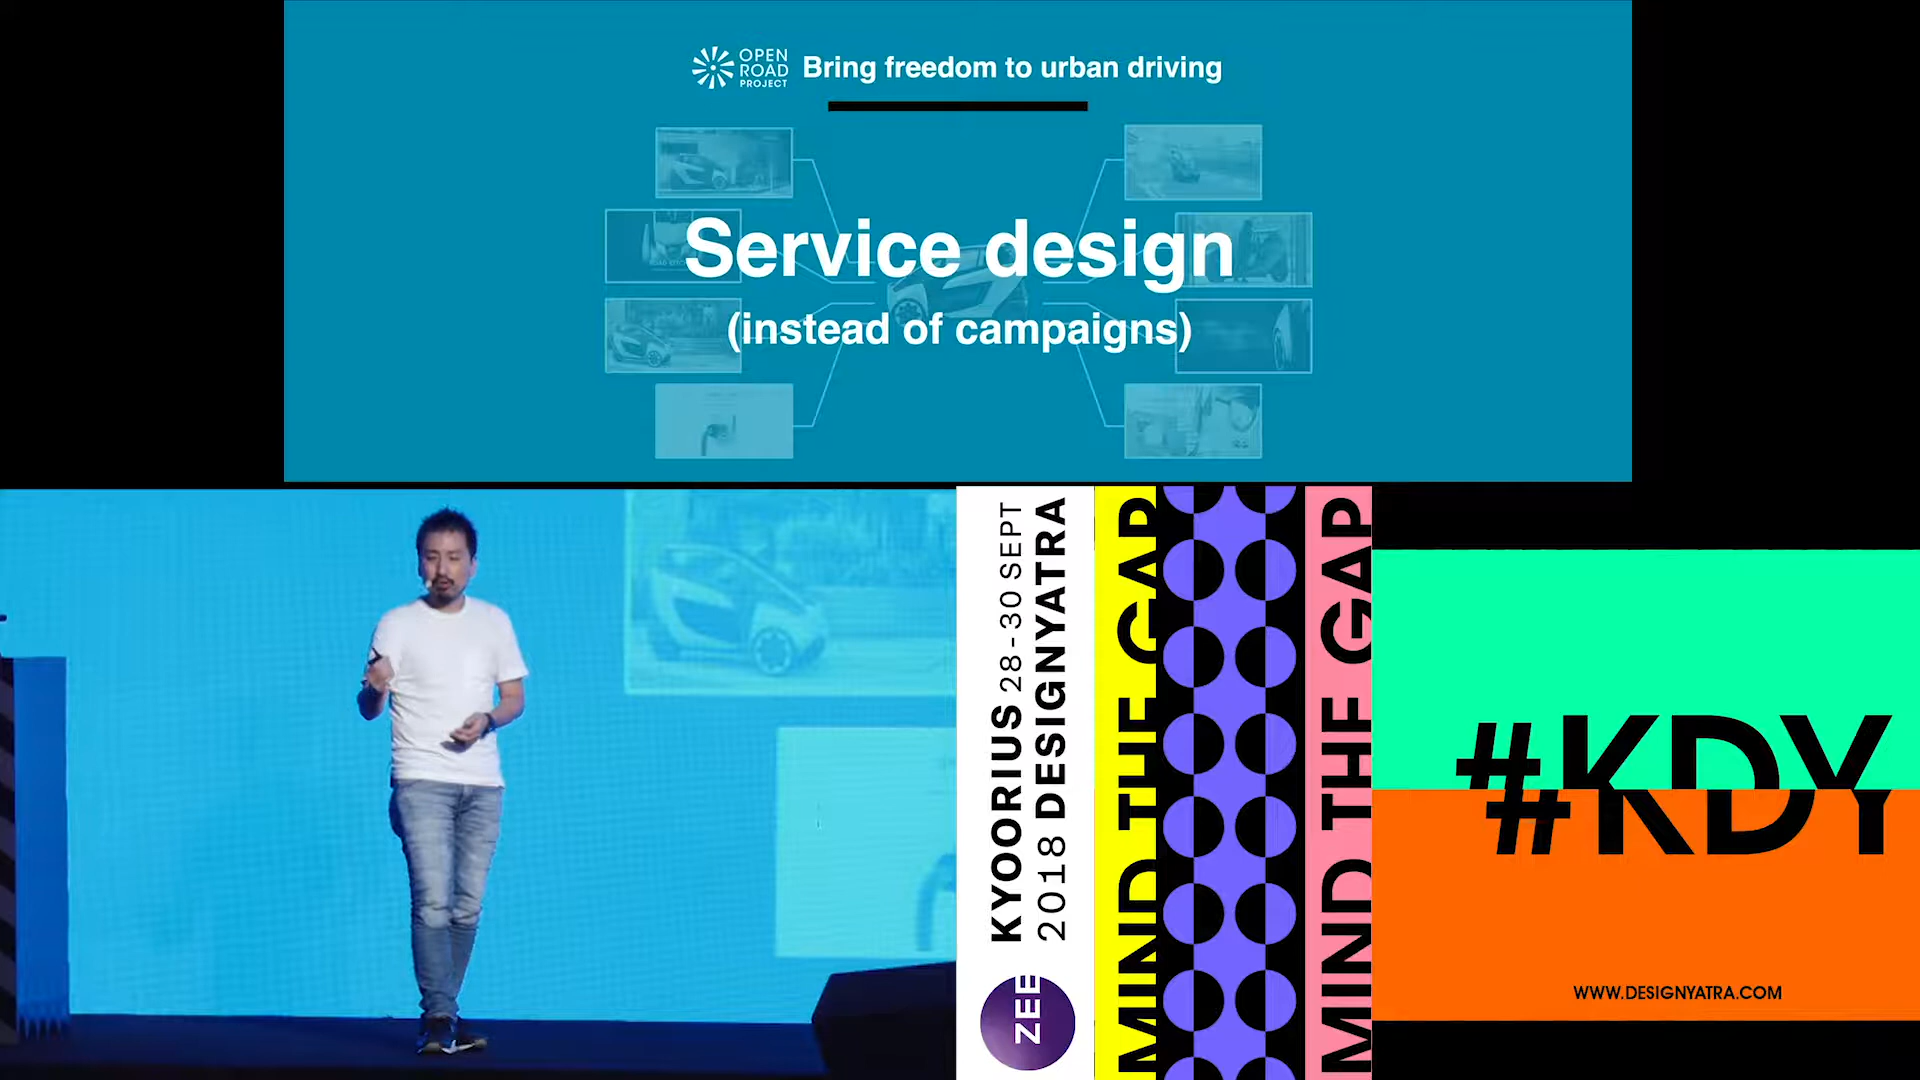 OPEN
ROAD
PROJECT
Bring freedom to urban driving
Service design
(instead of campaigns)
KYOORIUS 28-30 SEPT
2018 DESIGNYATRA
ZEE
MIND THE GAP
MIND THE GAP
#KDY
WWW.DESIGNYATRA.COM